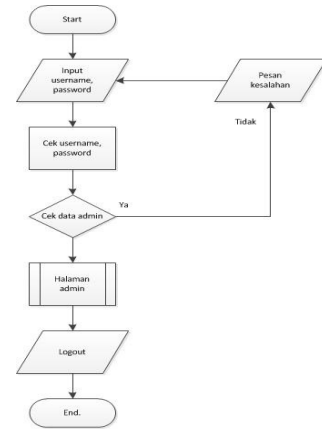 Start
Input
username,
password
Pesan
kesalahan
Tidak
Cek username,
password
Ya
Cek data admin
Halaman
admin
Logout
End.